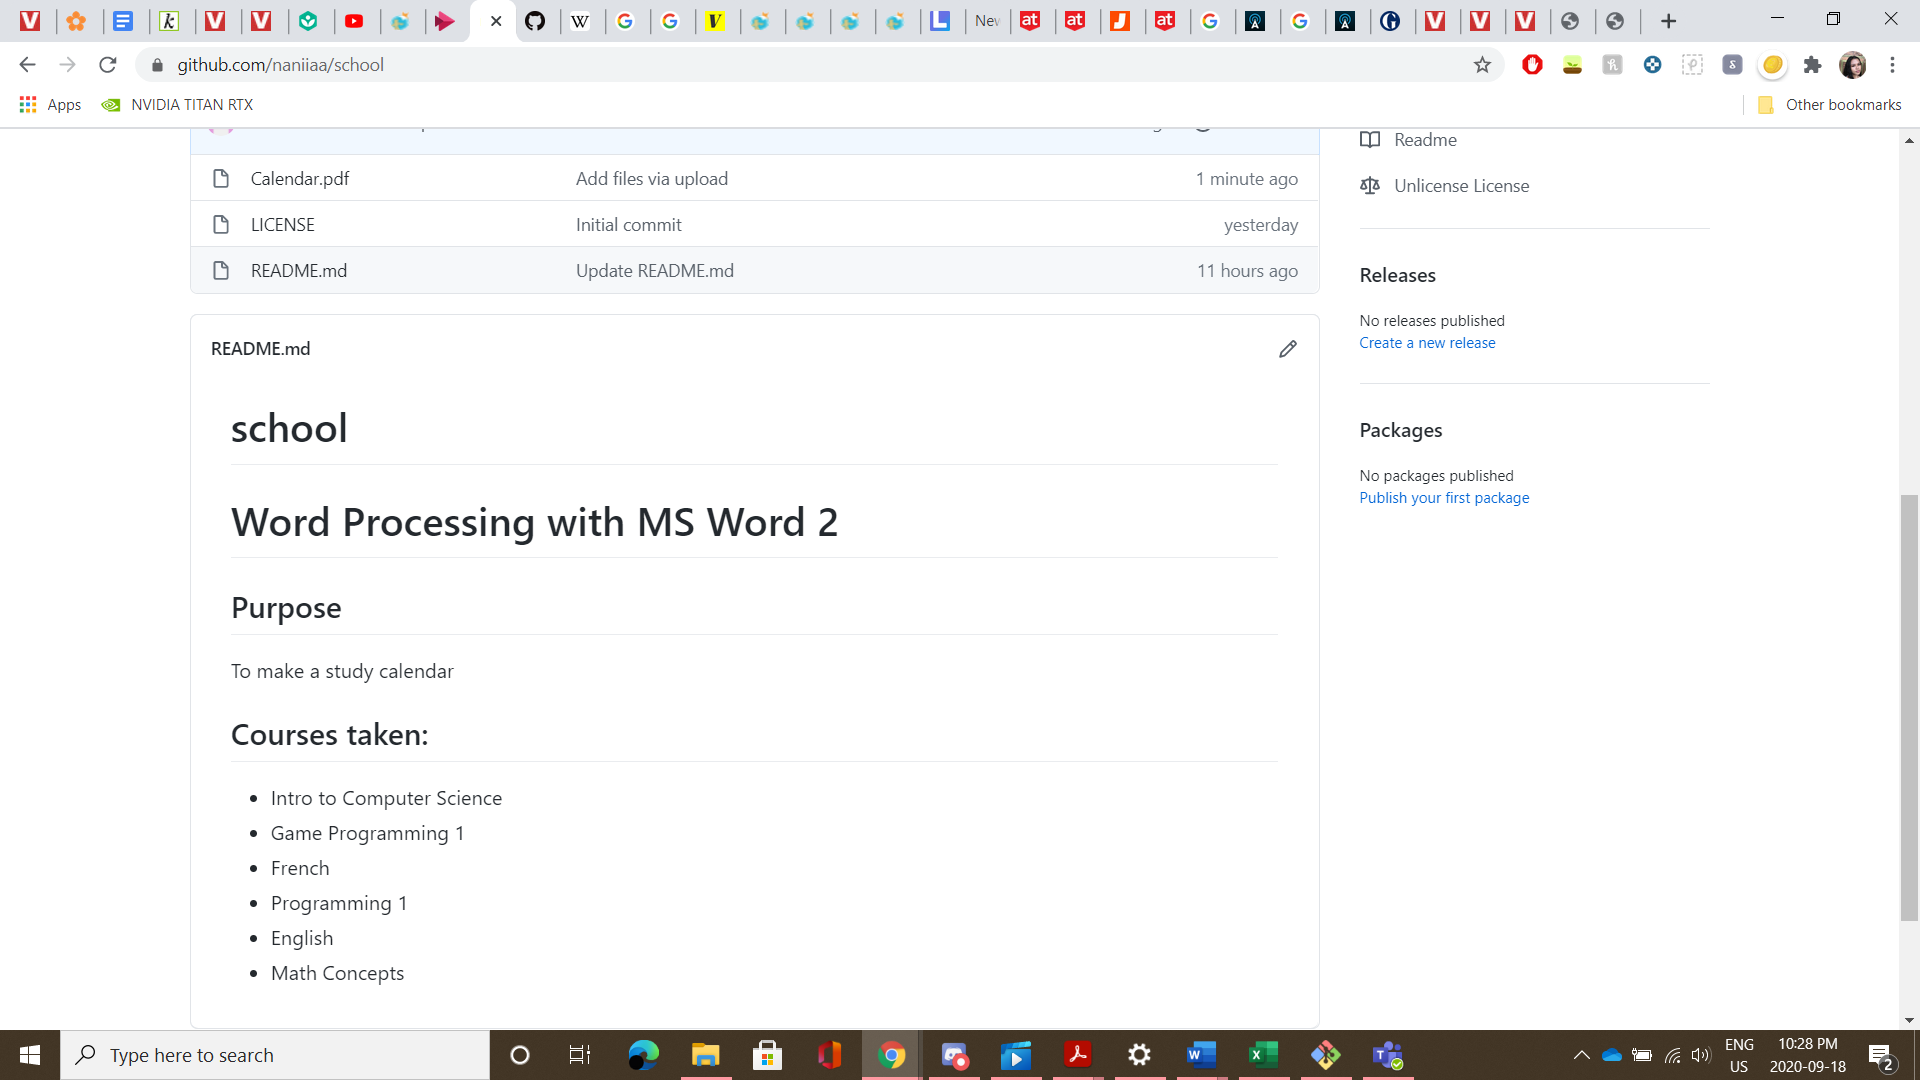 New
github.com/naniiaa/school
Apps
NVIDIA TITAN RTX
Other bookmarks
Readme
Calendar.pdf Add files via upload 1 minute ago
Unlicense License
LICENSE Initial commit yesterday
README.md Update README.md 11 hours ago
Releases
No releases published
Create a new release
README.md
school
Packages
No packages published
Publish your first package
Word Processing with MS Word 2
Purpose
To make a study calendar
Courses taken:
Intro to Computer Science
Game Programming 1
French
Programming 1
English
Math Concepts
Type here to search
ENG
US
10:28 PM
2020-09-18
2